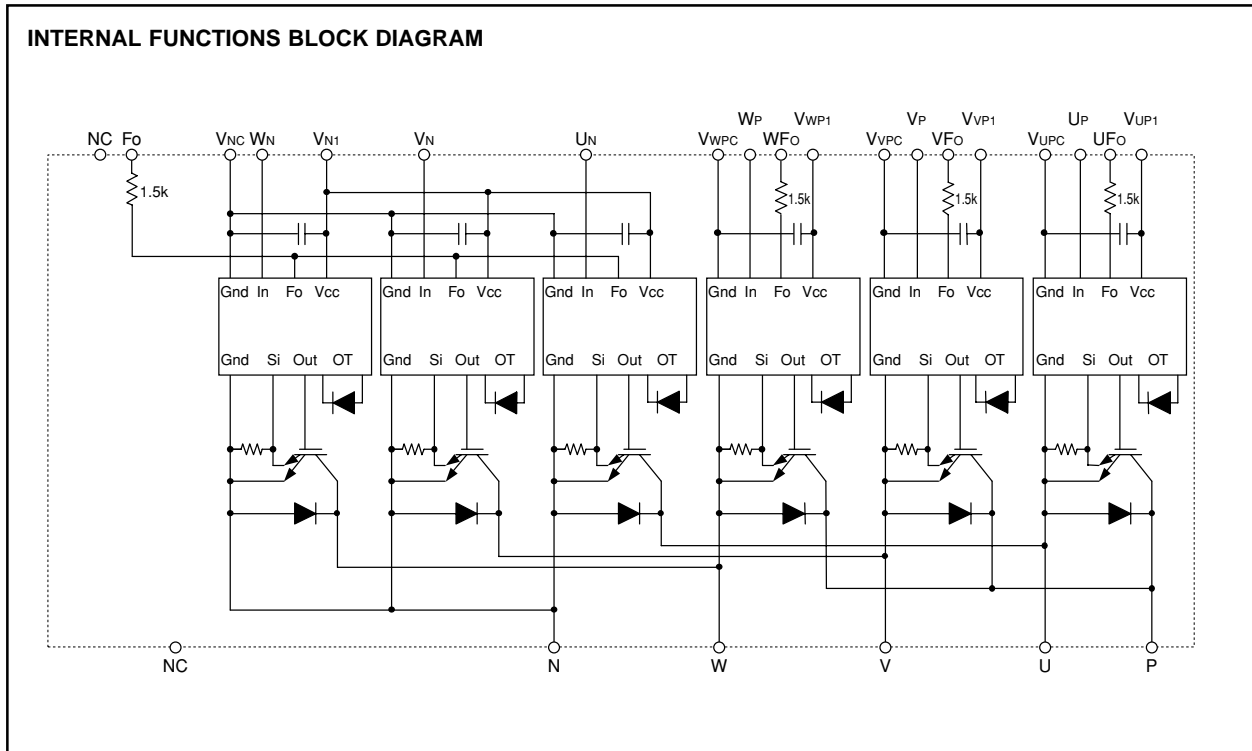 INTERNAL FUNCTIONS BLOCK DIAGRAM
WP VWP1 VP VVP1 UP VUP1
NC FO VNC WN VN1 VN UN VWPC WFO VVPC VFO VUPC UFO
1.5k 1.5k 1.5k 1.5k
Gnd In Fo Vcc Gnd In Fo Vcc Gnd In Fo Vcc Gnd In Fo Vcc Gnd In Fo Vcc Gnd In Fo Vcc
Gnd Si Out OT Gnd Si Out OT Gnd Si Out OT Gnd Si Out OT Gnd Si Out OT Gnd Si Out OT
NC N W V U P